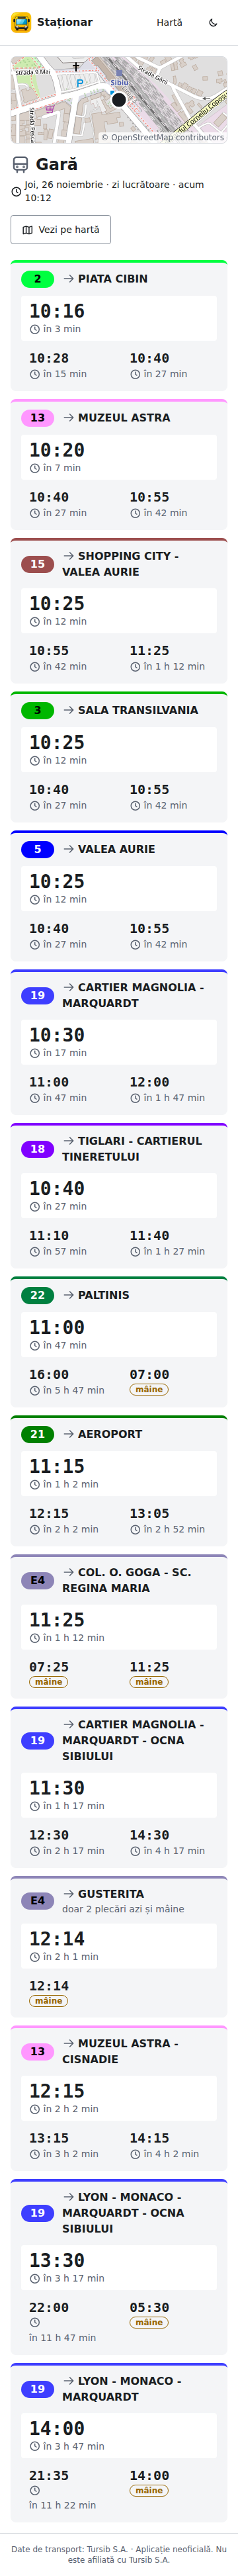 Staționar
Hartă
Strada 9 Mai
Sibiu
Strada Gării
P
© OpenStreetMap contributors
Gară
Joi, 26 noiembrie · zi lucrătoare · acum
10:12
Vezi pe hartă
2 → PIATA CIBIN
10:16
în 3 min
10:28 10:40
în 15 min în 27 min
13 → MUZEUL ASTRA
10:20
în 7 min
10:40 10:55
în 27 min în 42 min
15 → SHOPPING CITY -
VALEA AURIE
10:25
în 12 min
10:55 11:25
în 42 min în 1 h 12 min
3 → SALA TRANSILVANIA
10:25
în 12 min
10:40 10:55
în 27 min în 42 min
5 → VALEA AURIE
10:25
în 12 min
10:40 10:55
în 27 min în 42 min
19 → CARTIER MAGNOLIA -
MARQUARDT
10:30
în 17 min
11:00 12:00
în 47 min în 1 h 47 min
18 → TIGLARI - CARTIERUL
TINERETULUI
10:40
în 27 min
11:10 11:40
în 57 min în 1 h 27 min
22 → PALTINIS
11:00
în 47 min
16:00 07:00
în 5 h 47 min mâine
21 → AEROPORT
11:15
în 1 h 2 min
12:15 13:05
în 2 h 2 min în 2 h 52 min
E4 → COL. O. GOGA - SC.
REGINA MARIA
11:25
în 1 h 12 min
07:25 11:25
mâine mâine
19 → CARTIER MAGNOLIA -
MARQUARDT - OCNA
SIBIULUI
11:30
în 1 h 17 min
12:30 14:30
în 2 h 17 min în 4 h 17 min
E4 → GUSTERITA
doar 2 plecări azi și mâine
12:14
în 2 h 1 min
12:14
mâine
13 → MUZEUL ASTRA -
CISNADIE
12:15
în 2 h 2 min
13:15 14:15
în 3 h 2 min în 4 h 2 min
19 → LYON - MONACO -
MARQUARDT - OCNA
SIBIULUI
13:30
în 3 h 17 min
22:00 05:30
în 11 h 47 min mâine
19 → LYON - MONACO -
MARQUARDT
14:00
în 3 h 47 min
21:35 14:00
în 11 h 22 min mâine
Date de transport: Tursib S.A. · Aplicație neoficială. Nu
este afiliată cu Tursib S.A.